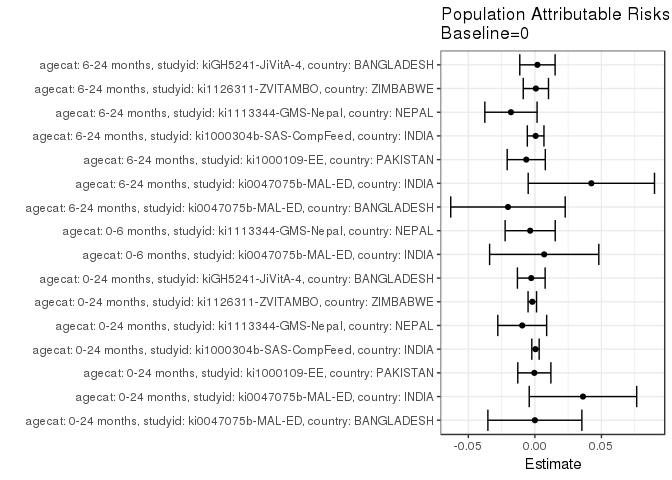 Population Attributable Risks
Baseline=0
agecat: 6-24 months, studyid: kiGH5241-JiVitA-4, country: BANGLADESH
agecat: 6-24 months, studyid: ki1126311-ZVITAMBO, country: ZIMBABWE
agecat: 6-24 months, studyid: ki1113344-GMS-Nepal, country: NEPAL
agecat: 6-24 months, studyid: ki1000304b-SAS-CompFeed, country: INDIA
agecat: 6-24 months, studyid: ki1000109-EE, country: PAKISTAN
agecat: 6-24 months, studyid: ki0047075b-MAL-ED, country: INDIA
agecat: 6-24 months, studyid: ki0047075b-MAL-ED, country: BANGLADESH
agecat: 0-6 months, studyid: ki1113344-GMS-Nepal, country: NEPAL
agecat: 0-6 months, studyid: ki0047075b-MAL-ED, country: INDIA
agecat: 0-24 months, studyid: kiGH5241-JiVitA-4, country: BANGLADESH
agecat: 0-24 months, studyid: ki1126311-ZVITAMBO, country: ZIMBABWE
agecat: 0-24 months, studyid: ki1113344-GMS-Nepal, country: NEPAL
agecat: 0-24 months, studyid: ki1000304b-SAS-CompFeed, country: INDIA
agecat: 0-24 months, studyid: ki1000109-EE, country: PAKISTAN
agecat: 0-24 months, studyid: ki0047075b-MAL-ED, country: INDIA
agecat: 0-24 months, studyid: ki0047075b-MAL-ED, country: BANGLADESH
-0.05 0.00 0.05
Estimate